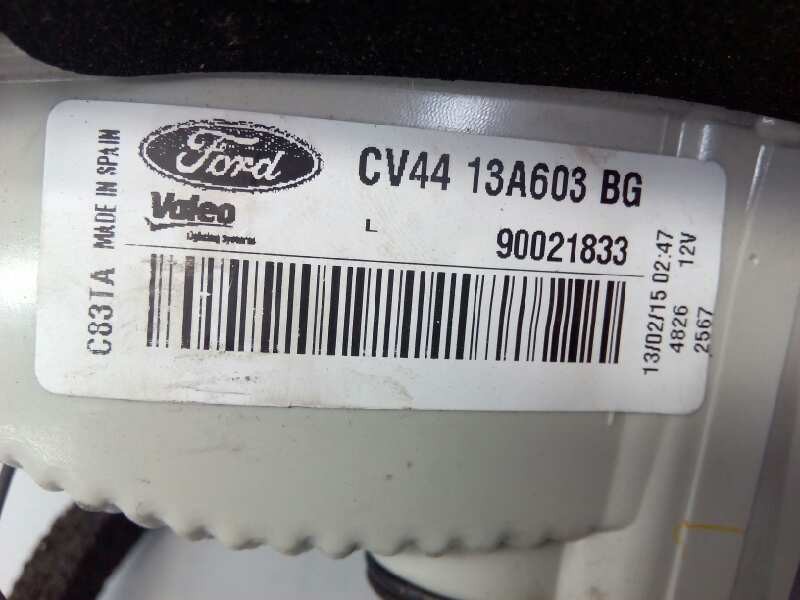 Ford
CV44 13A603 BG
Valeo
Lighting Systems
L
90021833
C83TA MADE IN SPAIN
13/02/15 02:47
4826 12V
2567